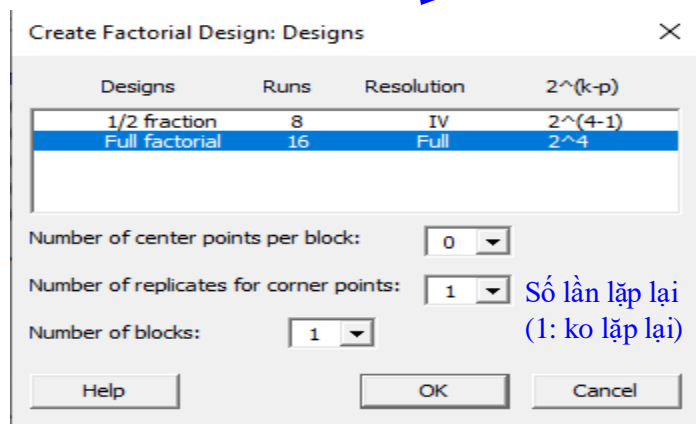 Create Factorial Design: Designs
Designs Runs Resolution 2^(k-p)
1/2 fraction 8 IV 2^(4-1)
Full factorial 16 Full 2^4
Number of center points per block: 0
Number of replicates for corner points: 1 Số lần lặp lại
Number of blocks: 1 (1: ko lặp lại)
Help OK Cancel